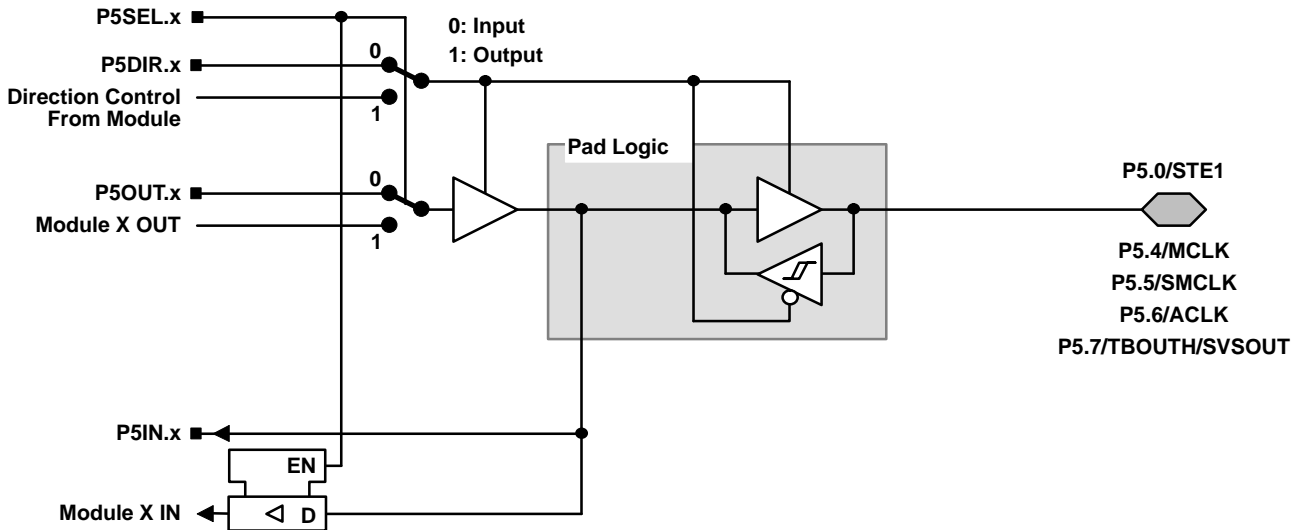 P5SEL.x
0: Input
1: Output
0
P5DIR.x
Direction Control
From Module
1
Pad Logic
P5.0/STE1
0
P5OUT.x
Module X OUT
1
P5.4/MCLK
P5.5/SMCLK
P5.6/ACLK
P5.7/TBOUTH/SVSOUT
P5IN.x
EN
Module X IN
D